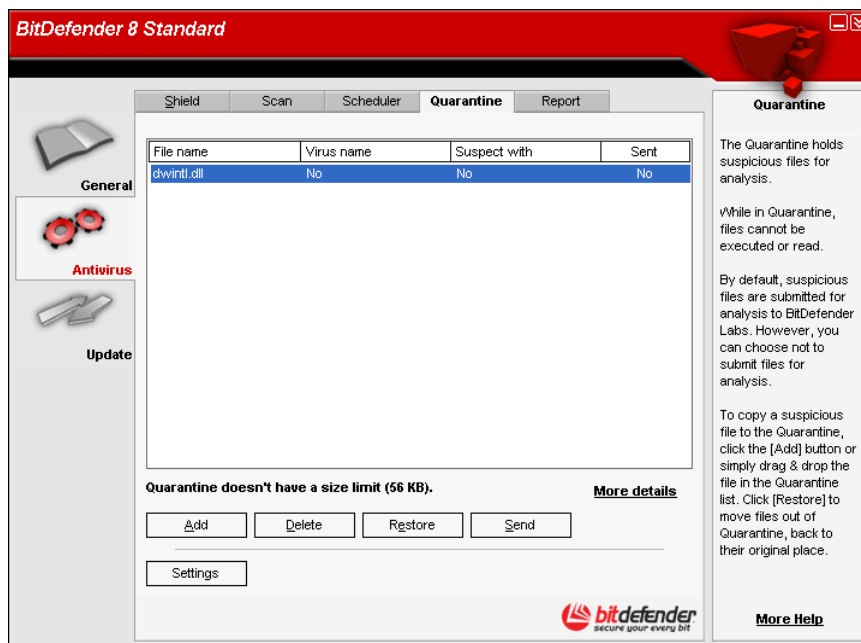 BitDefender 8 Standard
Shield Scan Scheduler Quarantine Report
General
Antivirus
Update
File name Virus name Suspect with Sent
dwintl.dll No No No
Quarantine doesn't have a size limit (56 KB).
More details
Add Delete Restore Send
Settings
bitdefender
secure your every bit
Quarantine
The Quarantine holds
suspicious files for
analysis.
While in Quarantine,
files cannot be
executed or read.
By default, suspicious
files are submitted for
analysis to BitDefender
Labs. However, you
can choose not to
submit files for
analysis.
To copy a suspicious
file to the Quarantine,
click the [Add] button or
simply drag & drop the
file in the Quarantine
list. Click [Restore] to
move files out of
Quarantine, back to
their original place.
More Help